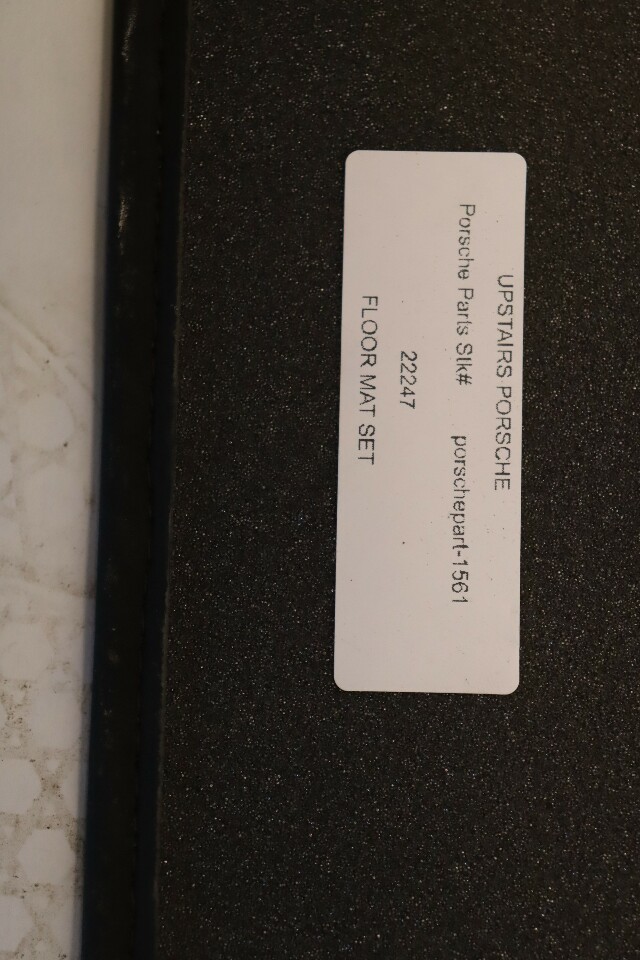 UPSTAIRS PORSCHE
Porsche Parts Stk# porschepart-1561
22247
FLOOR MAT SET